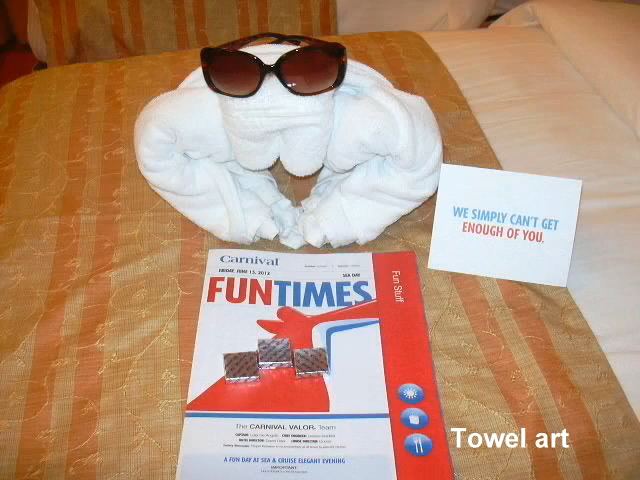 WE SIMPLY CAN'T GET
ENOUGH OF YOU.
Carnival
FRIDAY, JUNE 15, 2012
SEA DAY
FUNTIMES
Fun Stuff
The CARNIVAL VALOR Team
A FUN DAY AT SEA & CRUISE ELEGANT EVENING
IMPORTANT
Towel art